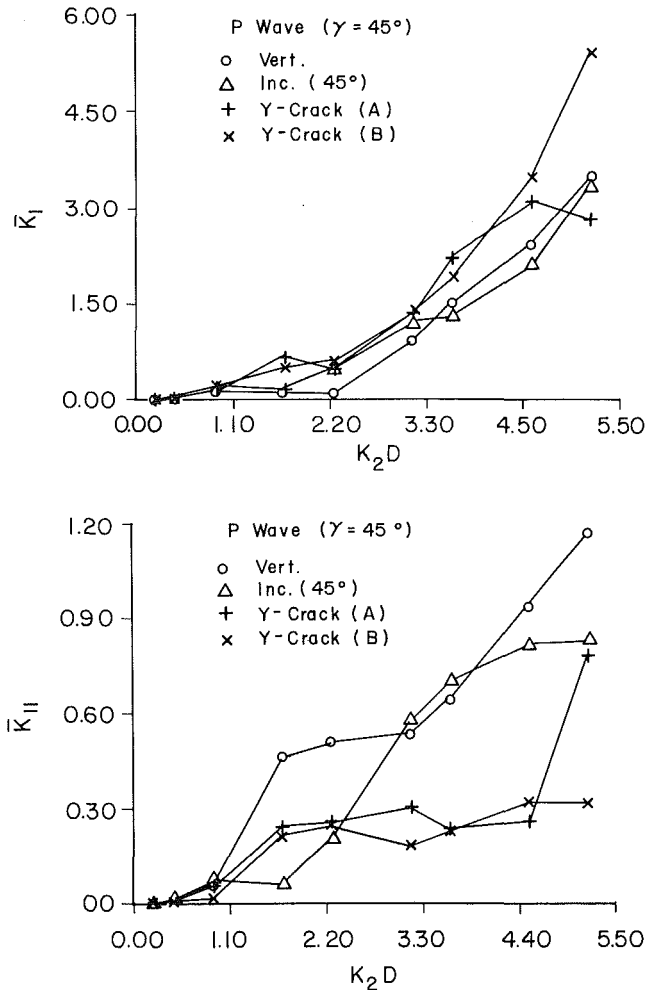 6.00
P Wave (γ = 45°)
Vert.
Inc. (45°)
Y-Crack (A)
Y-Crack (B)
4.50
3.00
1.50
0.00
K̄I
0.00 1.10 2.20 3.30 4.50 5.50
K2D
1.20
P Wave (γ = 45°)
Vert.
Inc. (45°)
Y-Crack (A)
Y-Crack (B)
0.90
0.60
0.30
00
K̄II
0.00 1.10 2.20 3.30 4.40 5.50
K2D